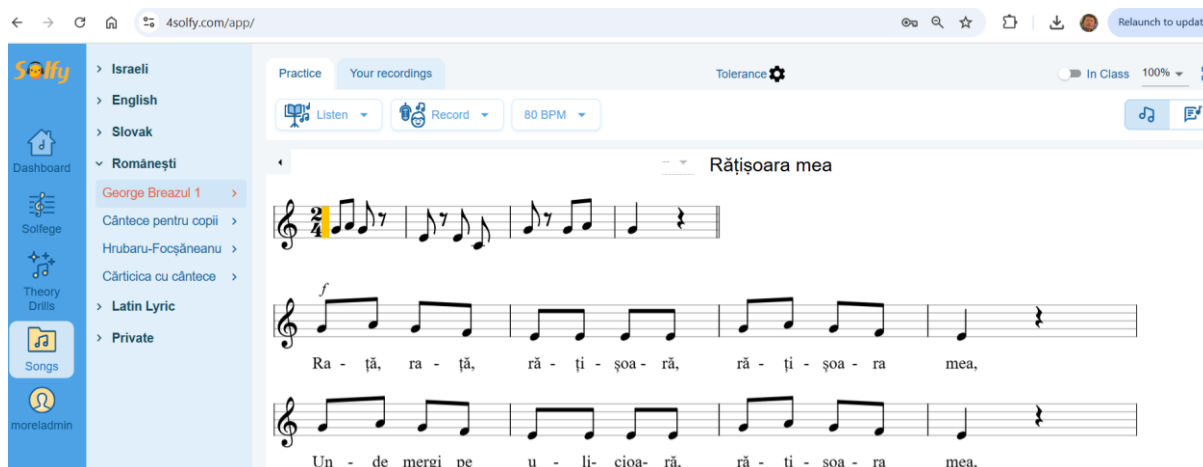 4solfy.com/app/
Relaunch to updat
Solfy
Dashboard
Solfege
Theory
Drills
Songs
moreladmin
Israeli
English
Slovak
Românești
George Breazul 1
Cântece pentru copii
Hrubaru-Focșăneanu
Cărticica cu cântece
Latin Lyric
Private
Practice
Your recordings
Tolerance
In Class
100%
Listen
Record
80 BPM
--
Rățișoara mea
2
4
f
Ra - ță, ra - ță, ră - ți - șoa - ră, ră - ți - șoa - ra mea,
Un - de mergi pe u - li- cioa- ră, ră - ți - șoa - ra mea,